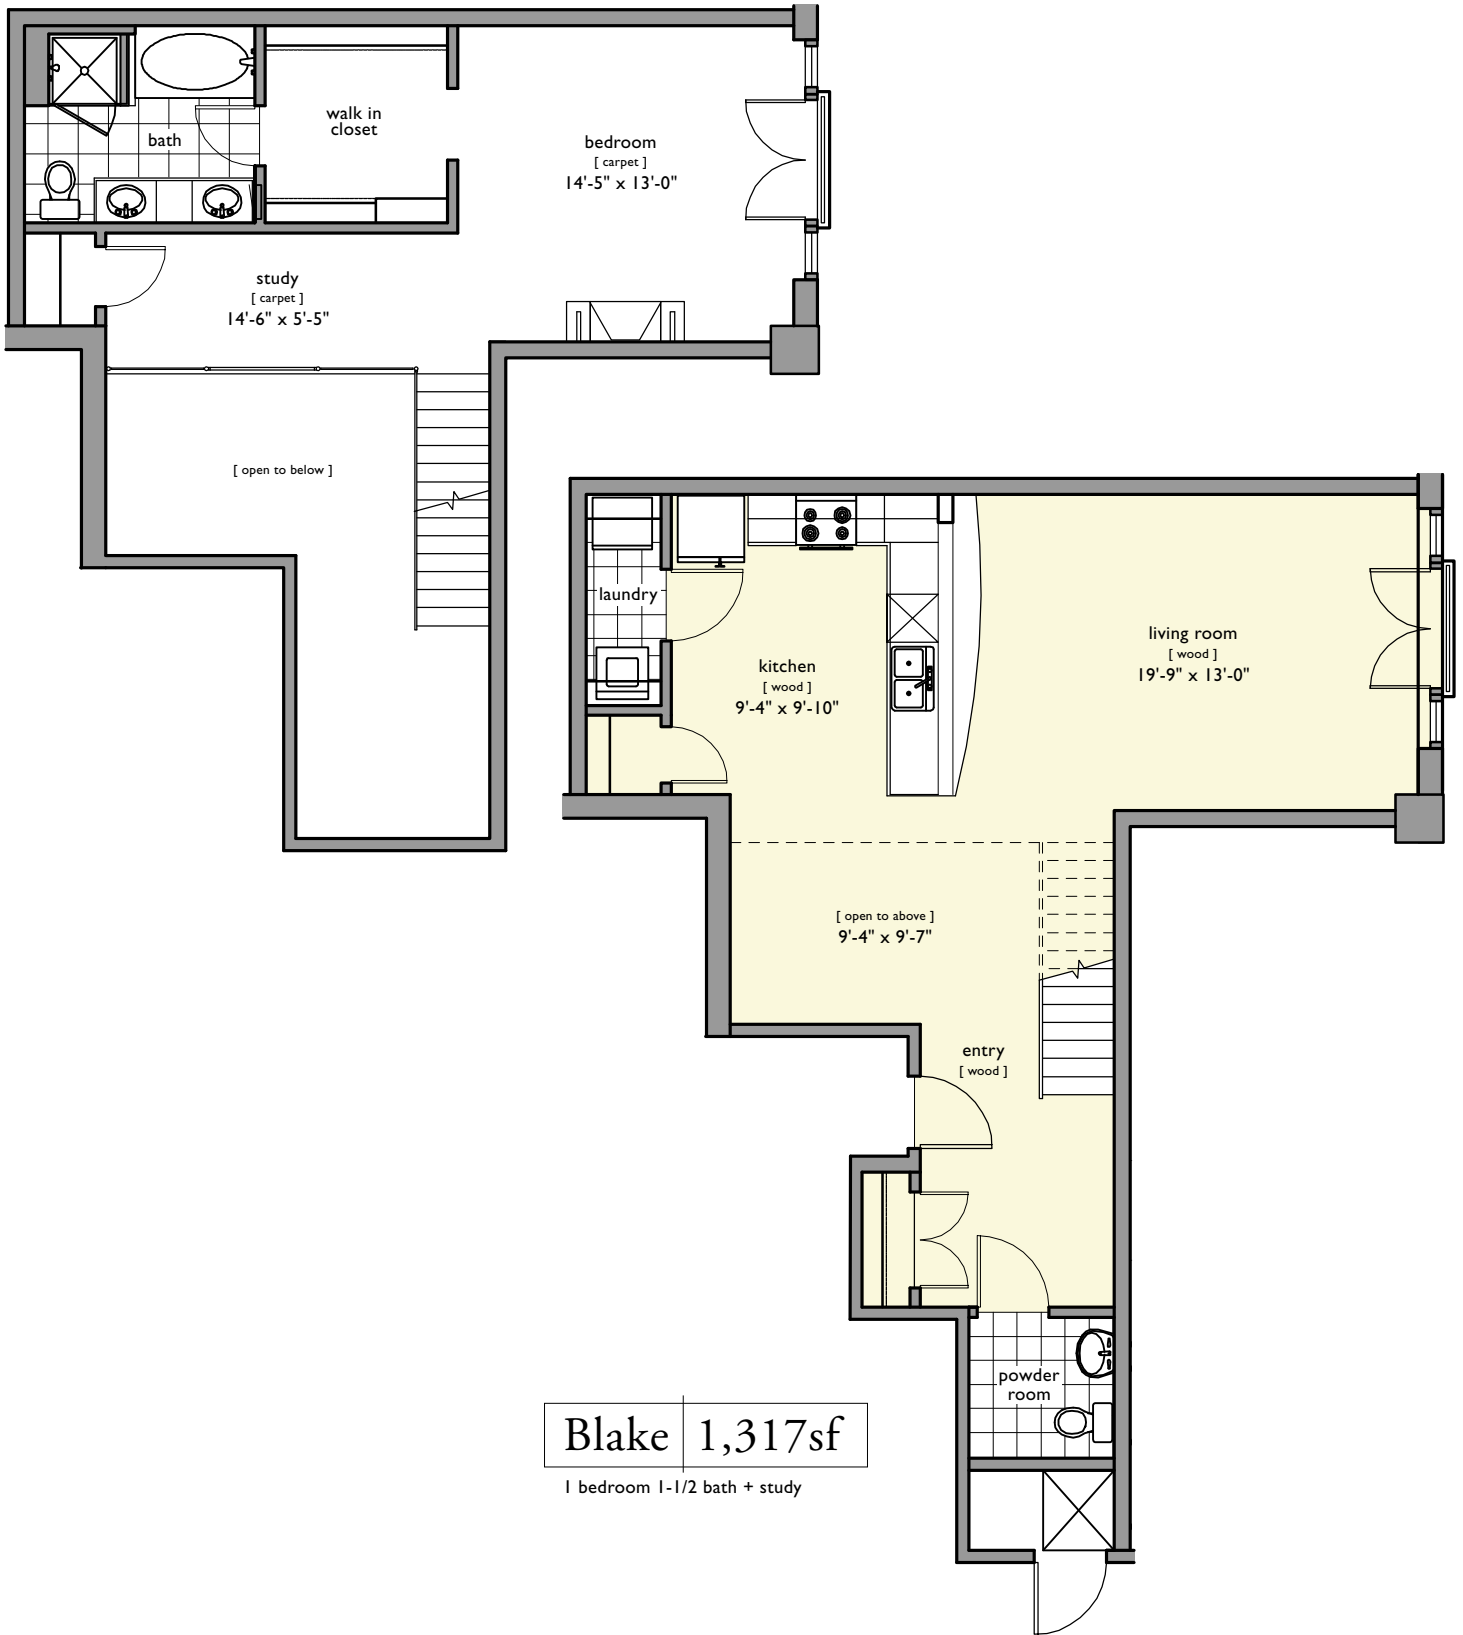 walk in
closet
bath
bedroom
[ carpet ]
14'-5" x 13'-0"
study
[ carpet ]
14'-6" x 5'-5"
[ open to below ]
laundry
kitchen
[ wood ]
9'-4" x 9'-10"
living room
[ wood ]
19'-9" x 13'-0"
[ open to above ]
9'-4" x 9'-7"
entry
[ wood ]
powder
room
Blake 1,317sf
1 bedroom 1-1/2 bath + study